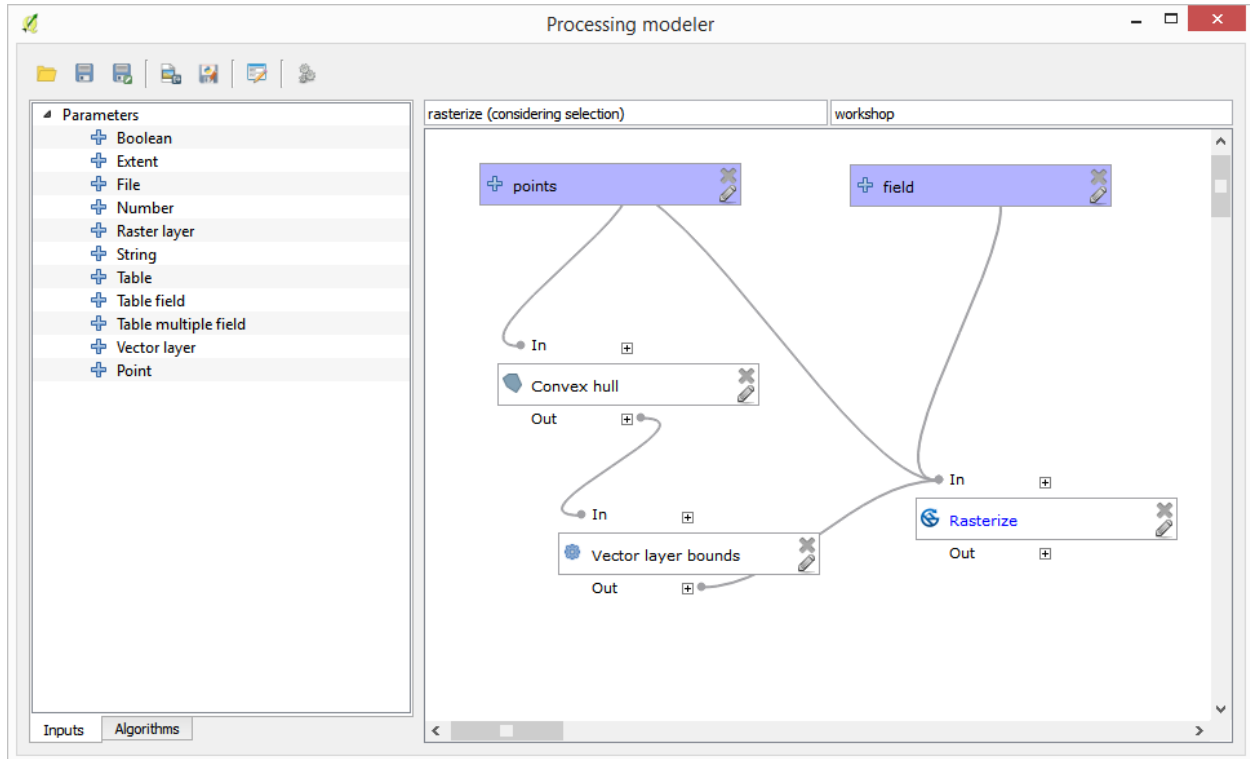 Processing modeler
Parameters
Boolean
Extent
File
Number
Raster layer
String
Table
Table field
Table multiple field
Vector layer
Point
Inputs
Algorithms
rasterize (considering selection)
workshop
points
field
In
Convex hull
Out
In
Rasterize
Out
In
Vector layer bounds
Out